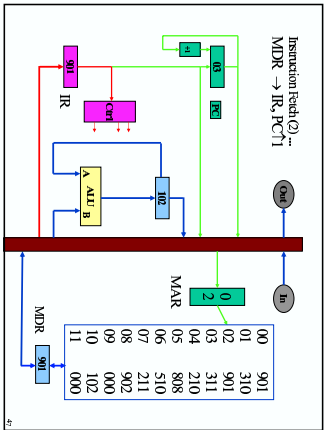 Instruction Fetch (2) ...
MDR → IR, PC↑1
Out
In
+1
03
PC
901
IR
Ctrl
A ALU B
102
MAR
0 2
MDR
901
00 901
01 310
02 901
03 311
04 210
05 808
06 510
07 211
08 902
09 000
10 102
11 000
47